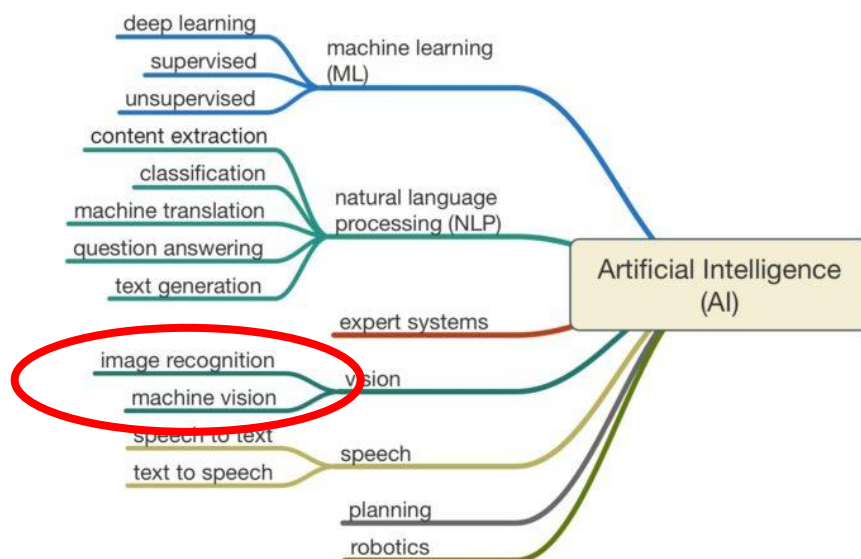 deep learning
supervised
unsupervised
machine learning
(ML)
content extraction
classification
machine translation
question answering
text generation
natural language
processing (NLP)
expert systems
image recognition
machine vision
vision
speech to text
text to speech
speech
planning
robotics
Artificial Intelligence
(AI)